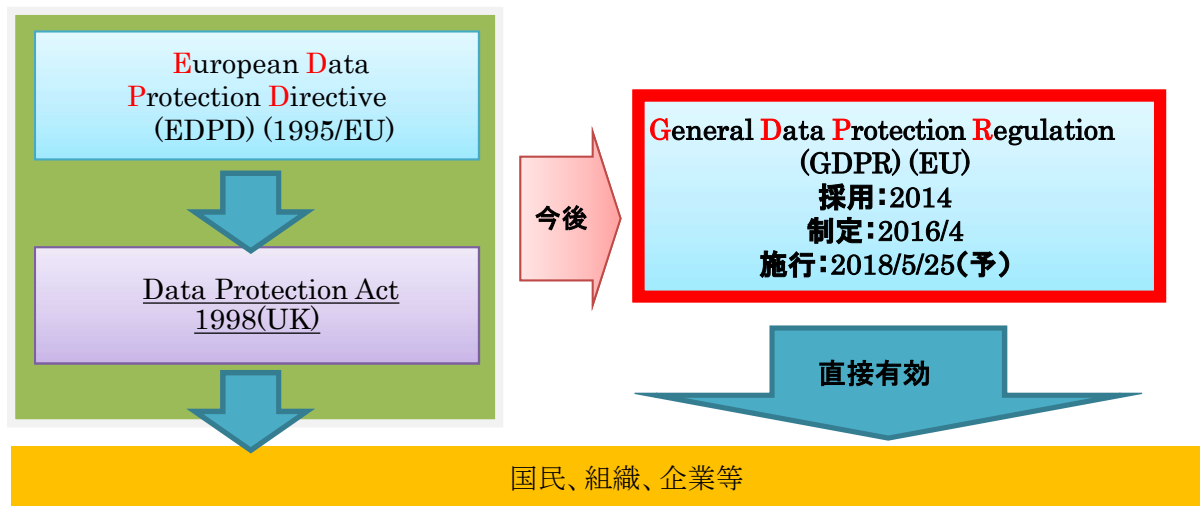 European Data
Protection Directive
(EDPD) (1995/EU)
Data Protection Act
1998(UK)
今後
General Data Protection Regulation
(GDPR) (EU)
採用：2014
制定：2016/4
施行：2018/5/25（予）
直接有効
国民、組織、企業等